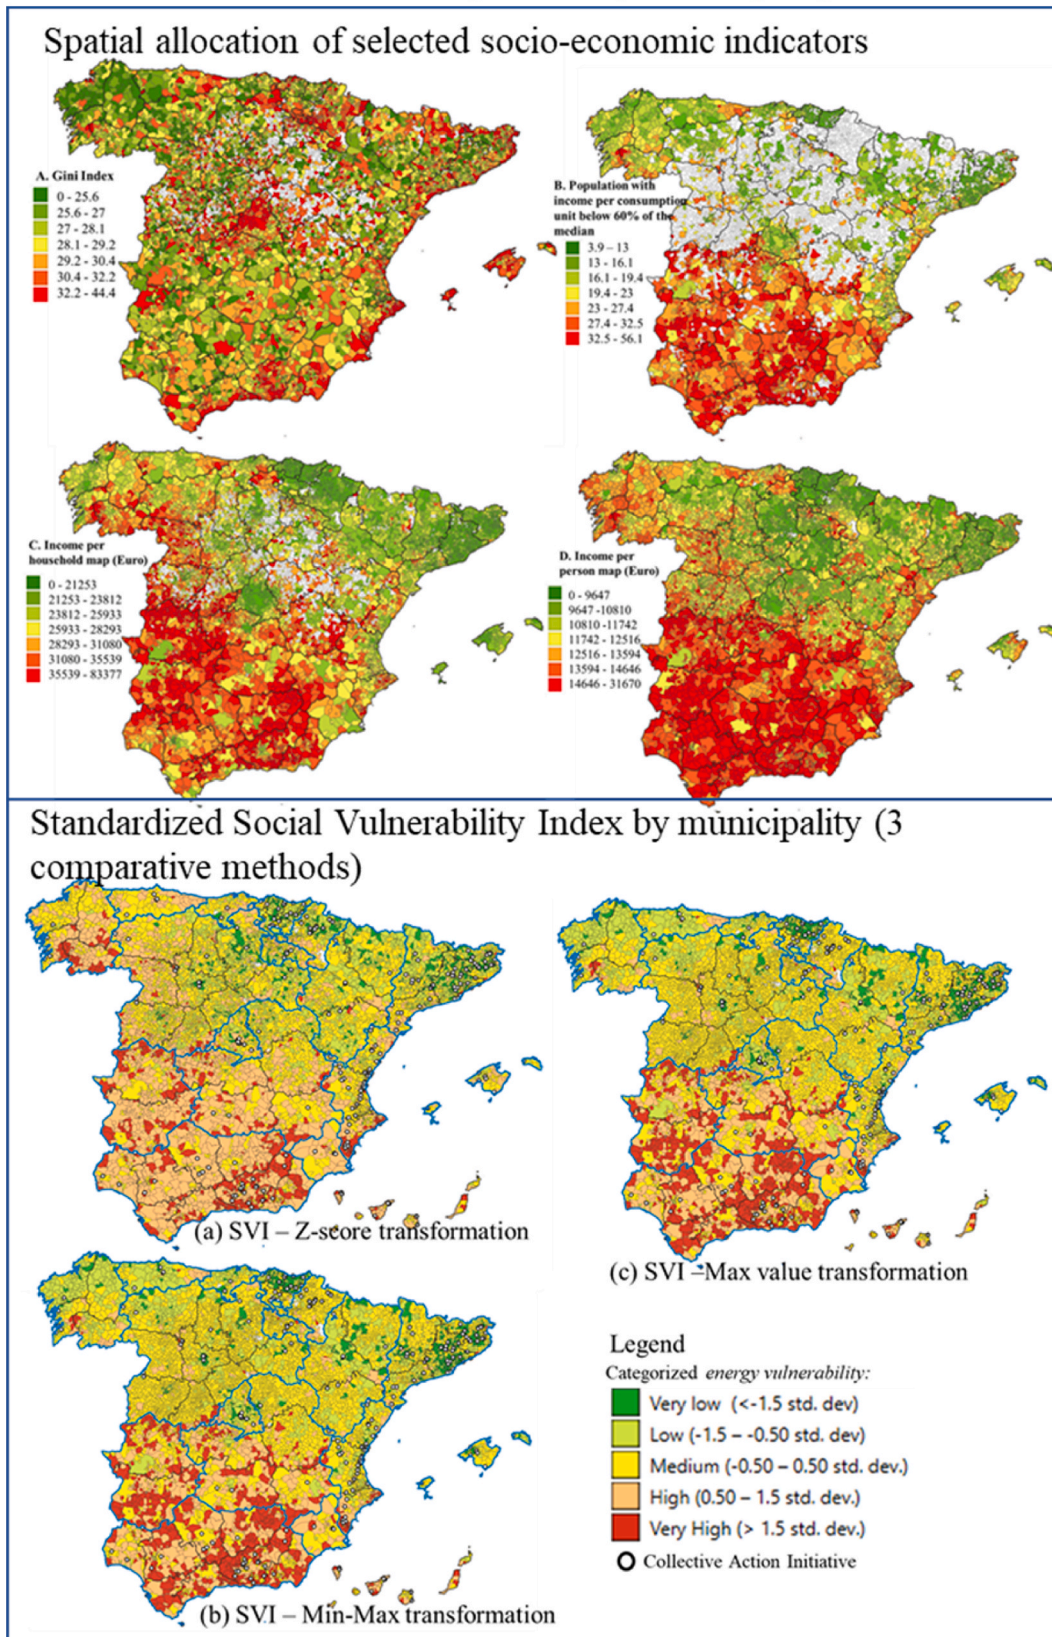 Spatial allocation of selected socio-economic indicators
A. Gini Index
0 - 25.6
25.6 - 27
27 - 28.1
28.1 - 29.2
29.2 - 30.4
30.4 - 32.2
32.2 - 44.4
B. Population with
income per consumption
unit below 60% of the
median
3.9 – 13
13 - 16.1
16.1 - 19.4
19.4 - 23
23 - 27.4
27.4 - 32.5
32.5 - 56.1
C. Income per
household map (Euro)
0 - 21253
21253 - 23812
23812 - 25933
25933 - 28293
28293 - 31080
31080 - 35539
35539 - 83377
D. Income per
person map (Euro)
0 - 9647
9647 -10810
10810 -11742
11742 - 12516
12516 - 13594
13594 - 14646
14646 - 31670
Standardized Social Vulnerability Index by municipality (3
comparative methods)
(a) SVI – Z-score transformation
(c) SVI –Max value transformation
(b) SVI – Min-Max transformation
Legend
Categorized energy vulnerability:
Very low (<-1.5 std. dev)
Low (-1.5 – -0.50 std. dev)
Medium (-0.50 – 0.50 std. dev.)
High (0.50 – 1.5 std. dev.)
Very High (> 1.5 std. dev.)
Collective Action Initiative